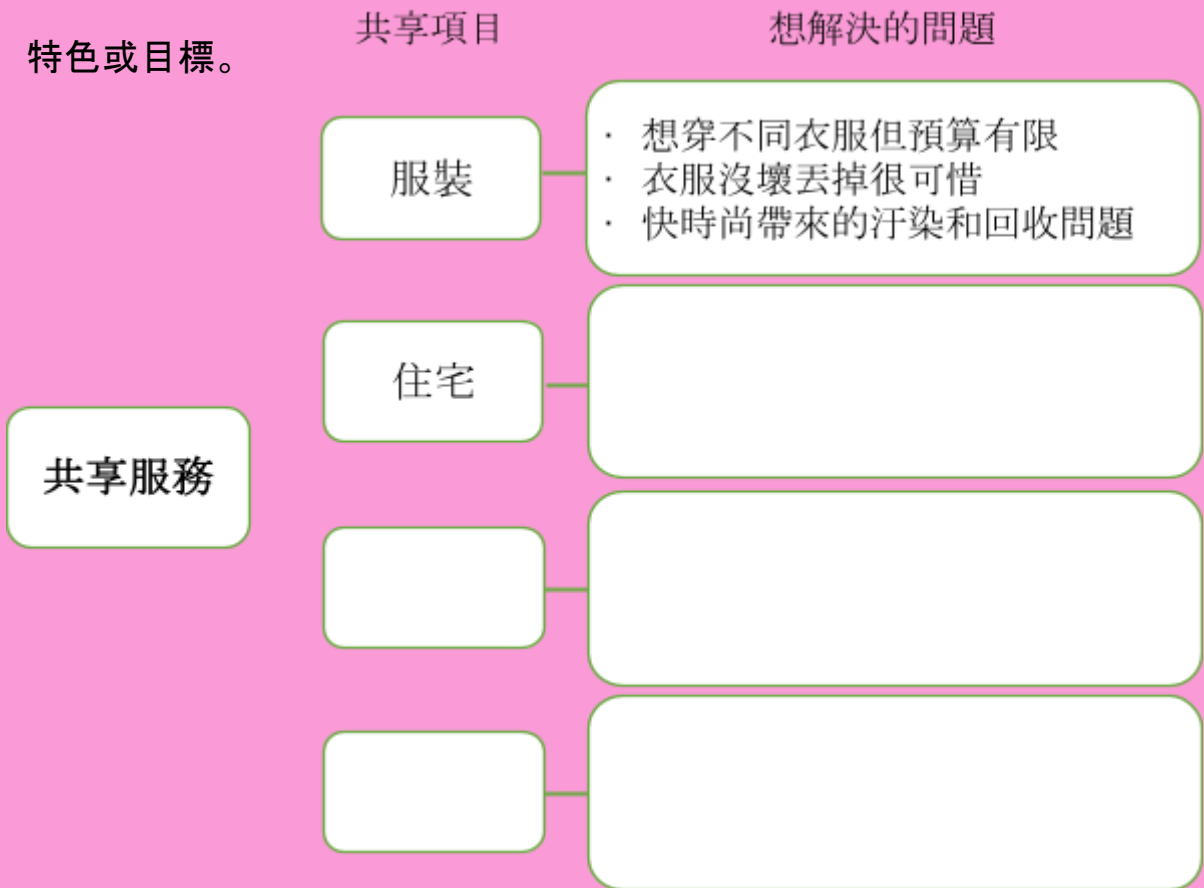 共享項目
想解決的問題
特色或目標。
服裝
· 想穿不同衣服但預算有限
· 衣服沒壞丟掉很可惜
· 快時尚帶來的汙染和回收問題
住宅
共享服務